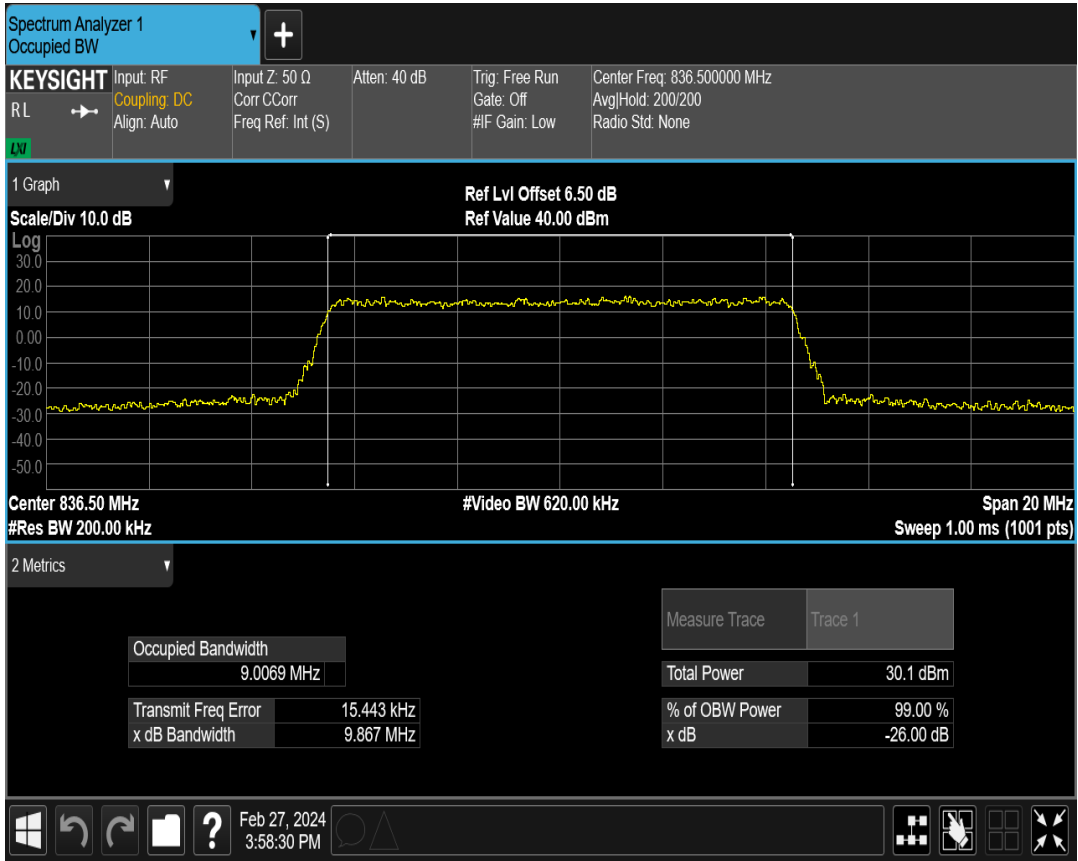 Spectrum Analyzer 1
Occupied BW
KEYSIGHT
R L
LXI
Input: RF
Coupling: DC
Align: Auto
Input Z: 50 Ω
Corr CCorr
Freq Ref: Int (S)
Atten: 40 dB
Trig: Free Run
Gate: Off
#IF Gain: Low
Center Freq: 836.500000 MHz
Avg|Hold: 200/200
Radio Std: None
1 Graph
Scale/Div 10.0 dB
Ref Lvl Offset 6.50 dB
Ref Value 40.00 dBm
Log
30.0
20.0
10.0
0.00
-10.0
-20.0
-30.0
-40.0
-50.0
Center 836.50 MHz
#Res BW 200.00 kHz
#Video BW 620.00 kHz
Span 20 MHz
Sweep 1.00 ms (1001 pts)
2 Metrics
Occupied Bandwidth
9.0069 MHz
Transmit Freq Error 15.443 kHz
x dB Bandwidth 9.867 MHz
Measure Trace Trace 1
Total Power 30.1 dBm
% of OBW Power 99.00 %
x dB -26.00 dB
?
Feb 27, 2024
3:58:30 PM